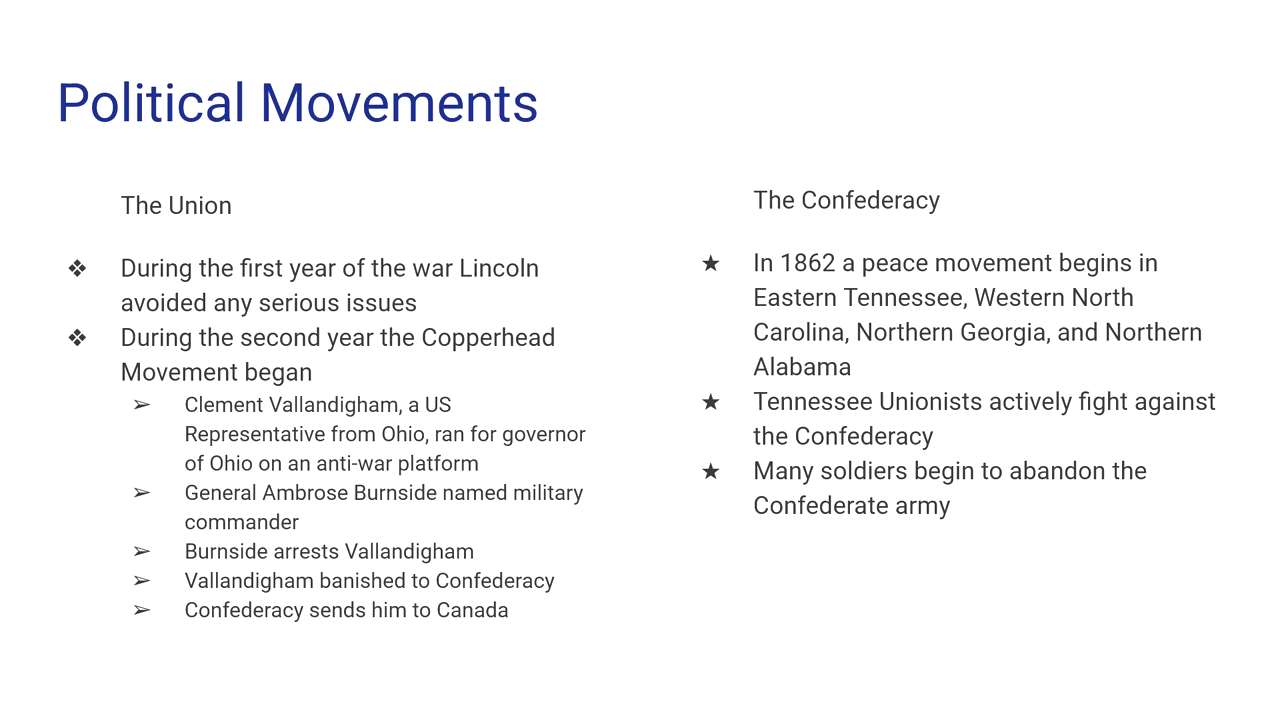 Political Movements
The Union
❖ During the first year of the war Lincoln
avoided any serious issues
❖ During the second year the Copperhead
Movement began
➢ Clement Vallandigham, a US
Representative from Ohio, ran for governor
of Ohio on an anti-war platform
➢ General Ambrose Burnside named military
commander
➢ Burnside arrests Vallandigham
➢ Vallandigham banished to Confederacy
➢ Confederacy sends him to Canada
The Confederacy
★ In 1862 a peace movement begins in
Eastern Tennessee, Western North
Carolina, Northern Georgia, and Northern
Alabama
★ Tennessee Unionists actively fight against
the Confederacy
★ Many soldiers begin to abandon the
Confederate army